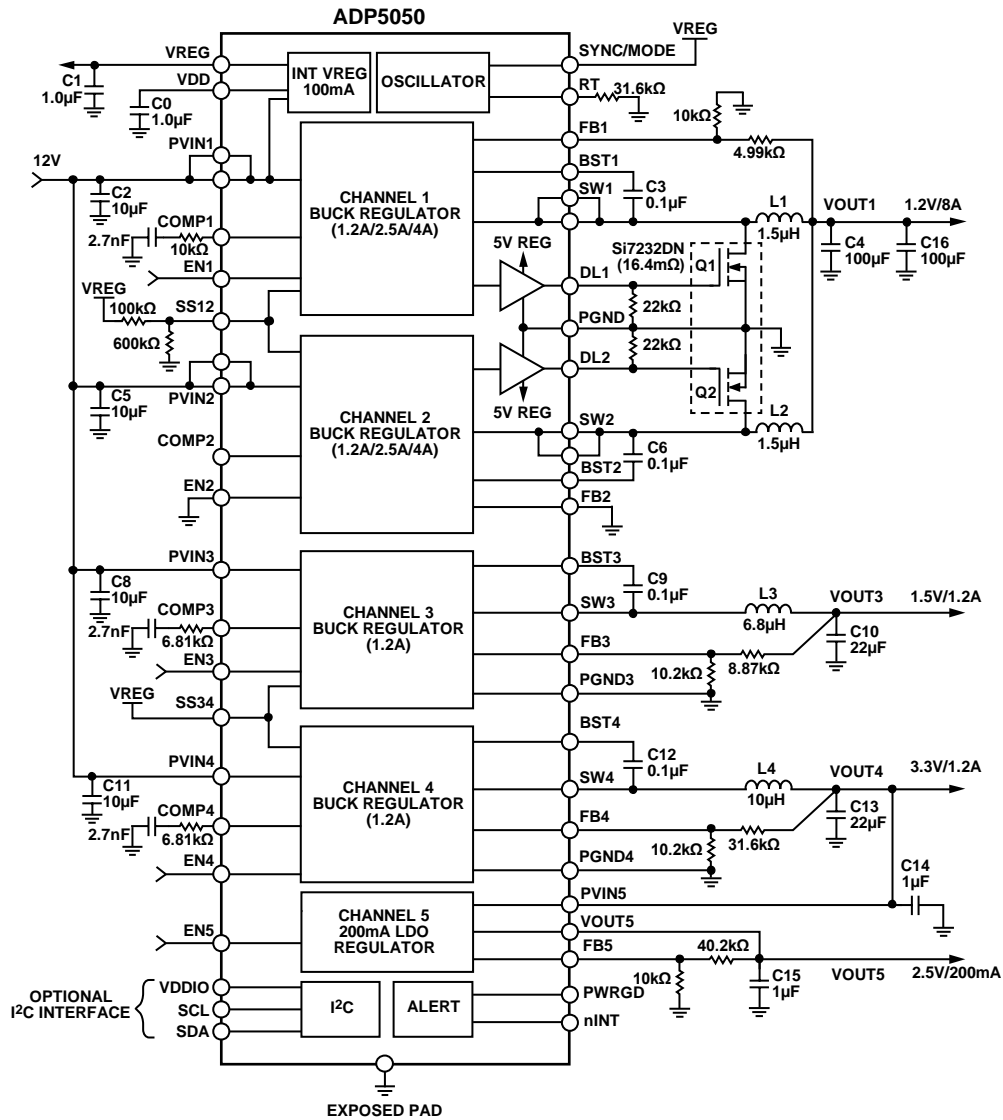 ADP5050
VREG
VREG
SYNC/MODE
C1
1.0µF
VDD
INT VREG
100mA
OSCILLATOR
RT
31.6kΩ
C0
1.0µF
10kΩ
FB1
4.99kΩ
PVIN1
12V
BST1
C2
10µF
CHANNEL 1
BUCK REGULATOR
(1.2A/2.5A/4A)
SW1
C3
0.1µF
L1
1.5µH
VOUT1
1.2V/8A
COMP1
2.7nF
10kΩ
C4
100µF
C16
100µF
EN1
5V REG
Si7232DN
(16.4mΩ)
Q1
DL1
VREG
100kΩ
SS12
22kΩ
600kΩ
PGND
22kΩ
DL2
PVIN2
C5
10µF
5V REG
Q2
CHANNEL 2
BUCK REGULATOR
(1.2A/2.5A/4A)
SW2
L2
1.5µH
COMP2
C6
0.1µF
BST2
EN2
FB2
PVIN3
BST3
C8
10µF
CHANNEL 3
BUCK REGULATOR
(1.2A)
C9
0.1µF
SW3
L3
6.8µH
VOUT3
1.5V/1.2A
COMP3
2.7nF
6.81kΩ
C10
22µF
FB3
EN3
10.2kΩ
8.87kΩ
VREG
SS34
PGND3
BST4
PVIN4
CHANNEL 4
BUCK REGULATOR
(1.2A)
C12
0.1µF
SW4
L4
10µH
VOUT4
3.3V/1.2A
C11
10µF
COMP4
2.7nF
6.81kΩ
C13
22µF
FB4
10.2kΩ
31.6kΩ
EN4
PGND4
C14
1µF
PVIN5
CHANNEL 5
200mA LDO
REGULATOR
VOUT5
EN5
FB5
40.2kΩ
VOUT5
2.5V/200mA
10kΩ
C15
1µF
OPTIONAL
I2C INTERFACE
VDDIO
SCL
SDA
I2C
ALERT
PWRGD
nINT
EXPOSED PAD